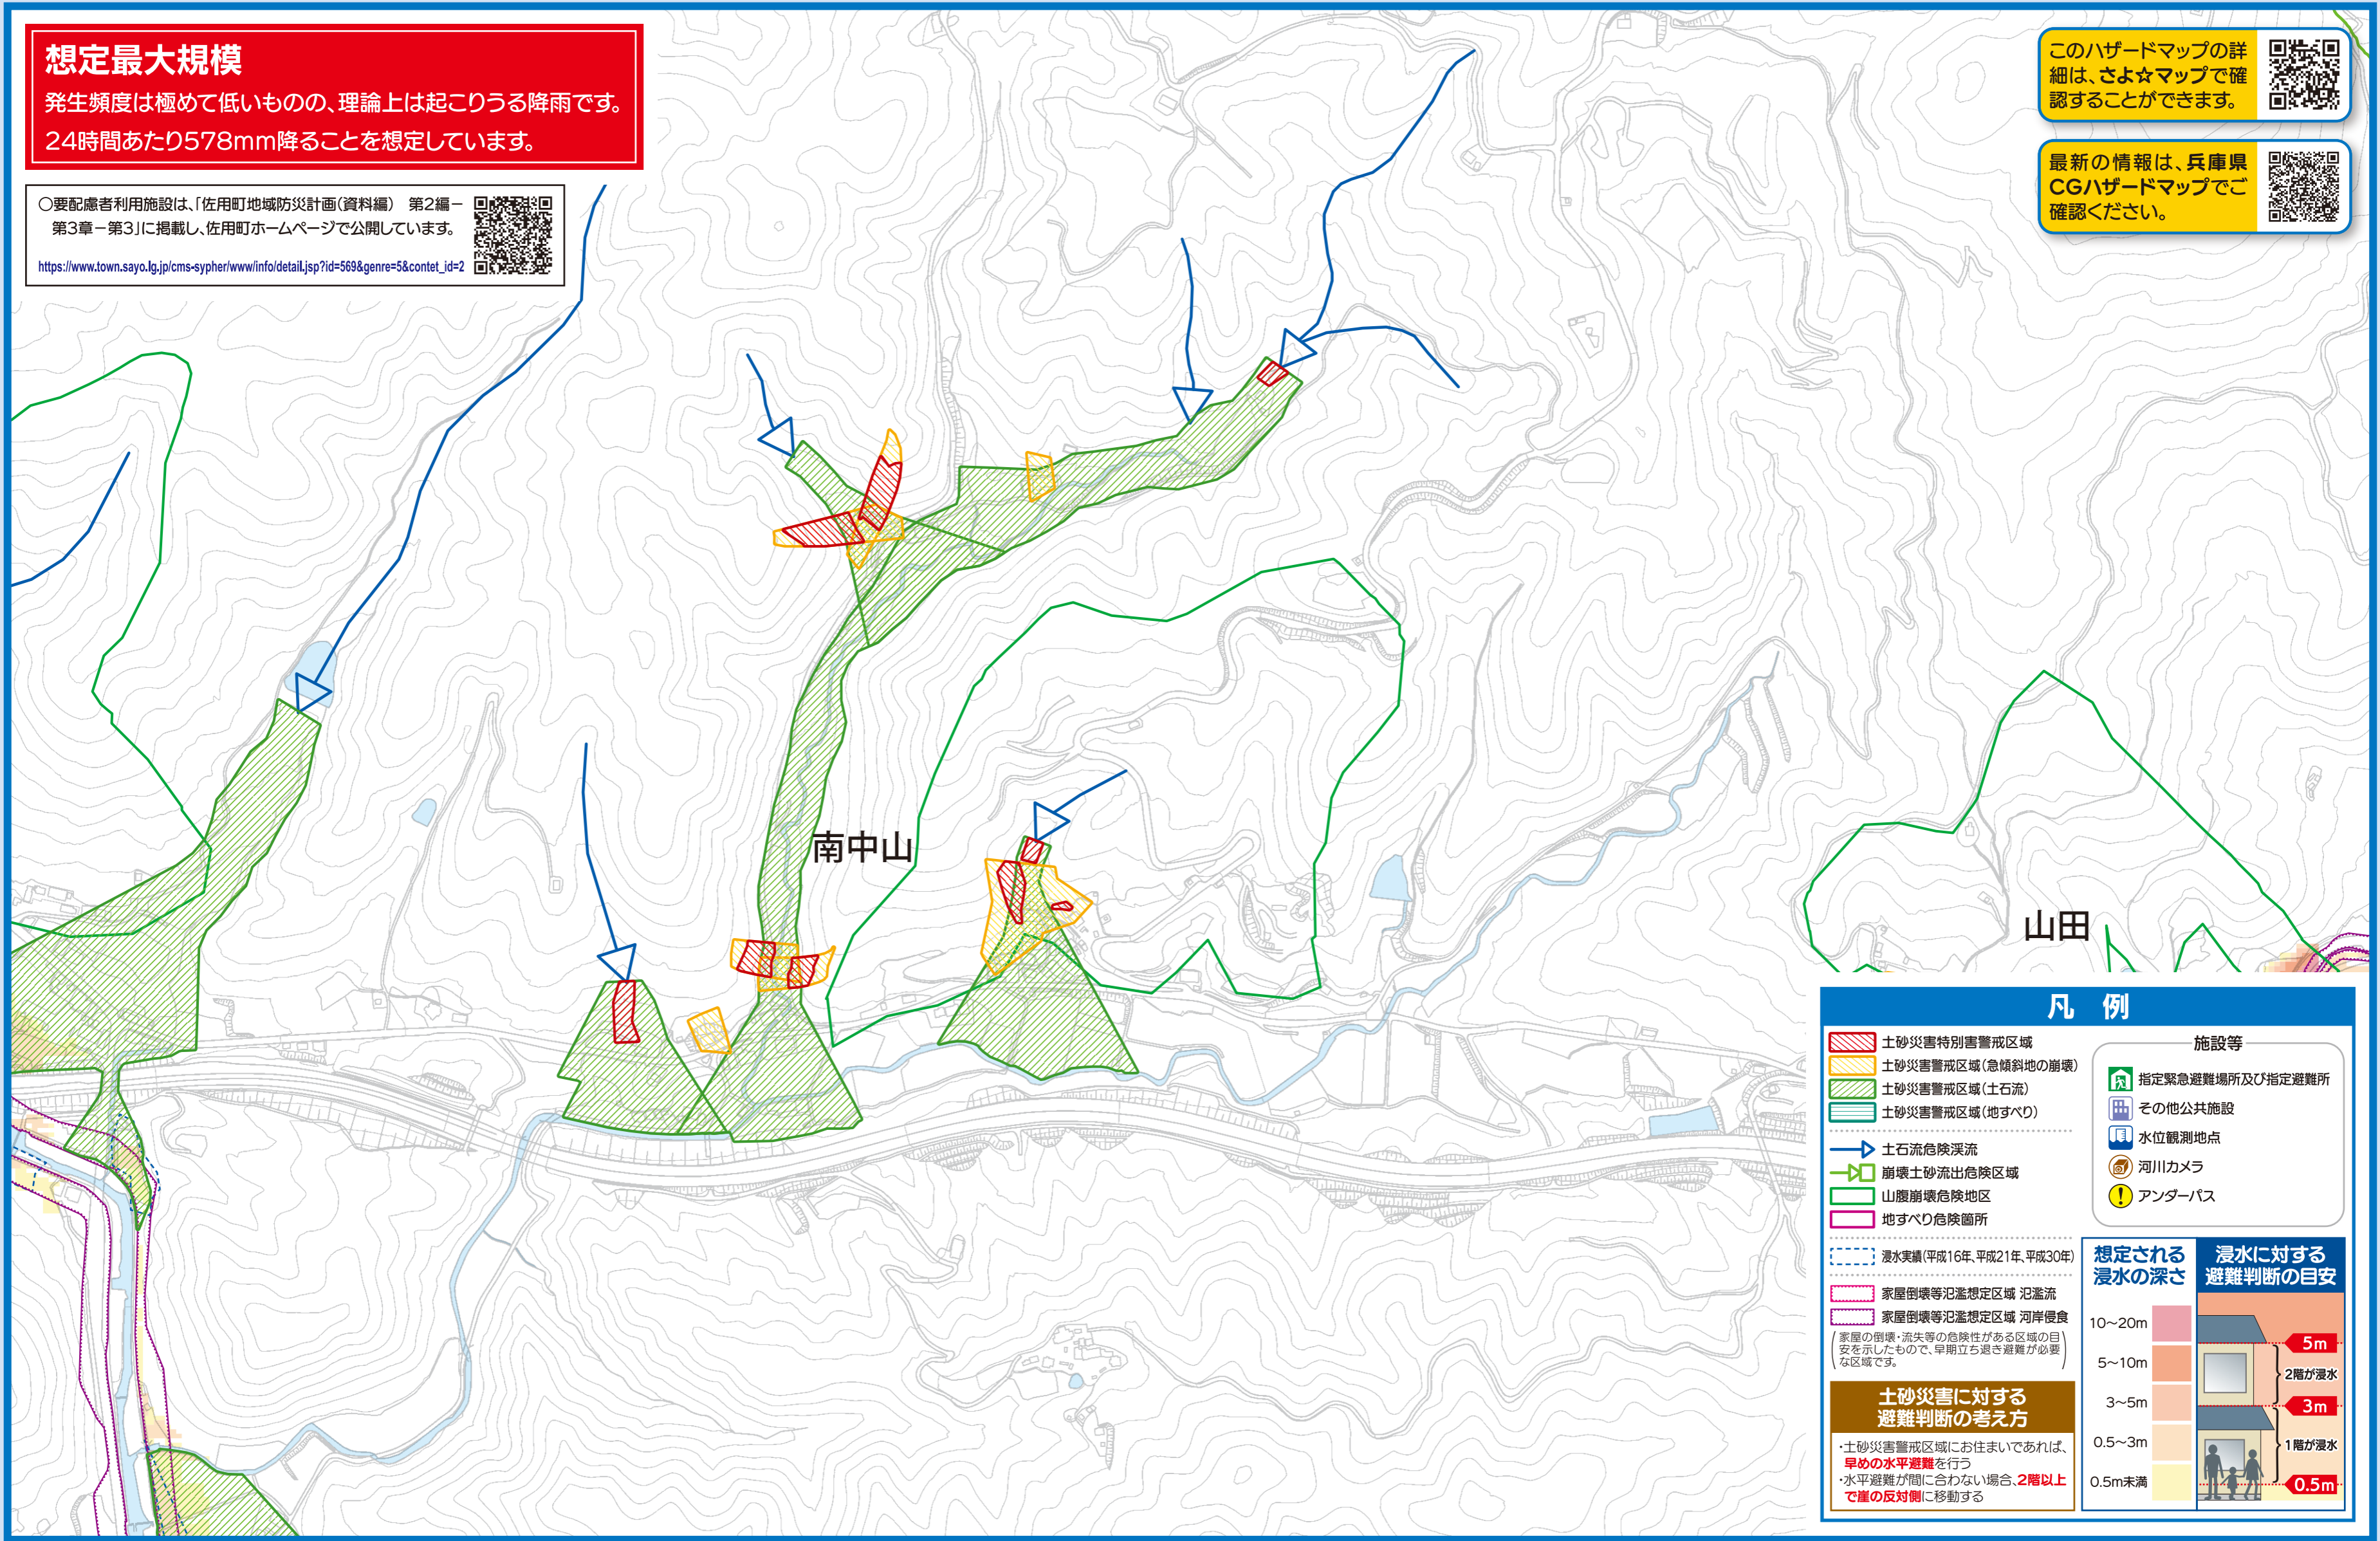 想定最大規模
発生頻度は極めて低いものの、理論上は起こりうる降雨です。
24時間あたり578mm降ることを想定しています。
○要配慮者利用施設は、「佐用町地域防災計画（資料編）　第2編－
第3章－第3」に掲載し、佐用町ホームページで公開しています。
https://www.town.sayo.lg.jp/cms-sypher/www/info/detail.jsp?id=569&genre=5&contet_id=2
このハザードマップの詳
細は、さよ☆マップで確
認することができます。
最新の情報は、兵庫県
CGハザードマップでご
確認ください。
南中山
山田
凡　例
土砂災害特別害警戒区域
土砂災害警戒区域（急傾斜地の崩壊）
土砂災害警戒区域（土石流）
土砂災害警戒区域（地すべり）
土石流危険渓流
崩壊土砂流出危険区域
山腹崩壊危険地区
地すべり危険箇所
浸水実績（平成16年、平成21年、平成30年）
家屋倒壊等氾濫想定区域 氾濫流
家屋倒壊等氾濫想定区域 河岸侵食
（家屋の倒壊・流失等の危険性がある区域の目
安を示したもので、早期立ち退き避難が必要
な区域です。）
施設等
指定緊急避難場所及び指定避難所
その他公共施設
水位観測地点
河川カメラ
アンダーパス
土砂災害に対する
避難判断の考え方
・土砂災害警戒区域にお住まいであれば、
早めの水平避難を行う
・水平避難が間に合わない場合、2階以上
で崖の反対側に移動する
想定される
浸水の深さ
10～20m
5～10m
3～5m
0.5～3m
0.5m未満
浸水に対する
避難判断の目安
5m
2階が浸水
3m
1階が浸水
0.5m